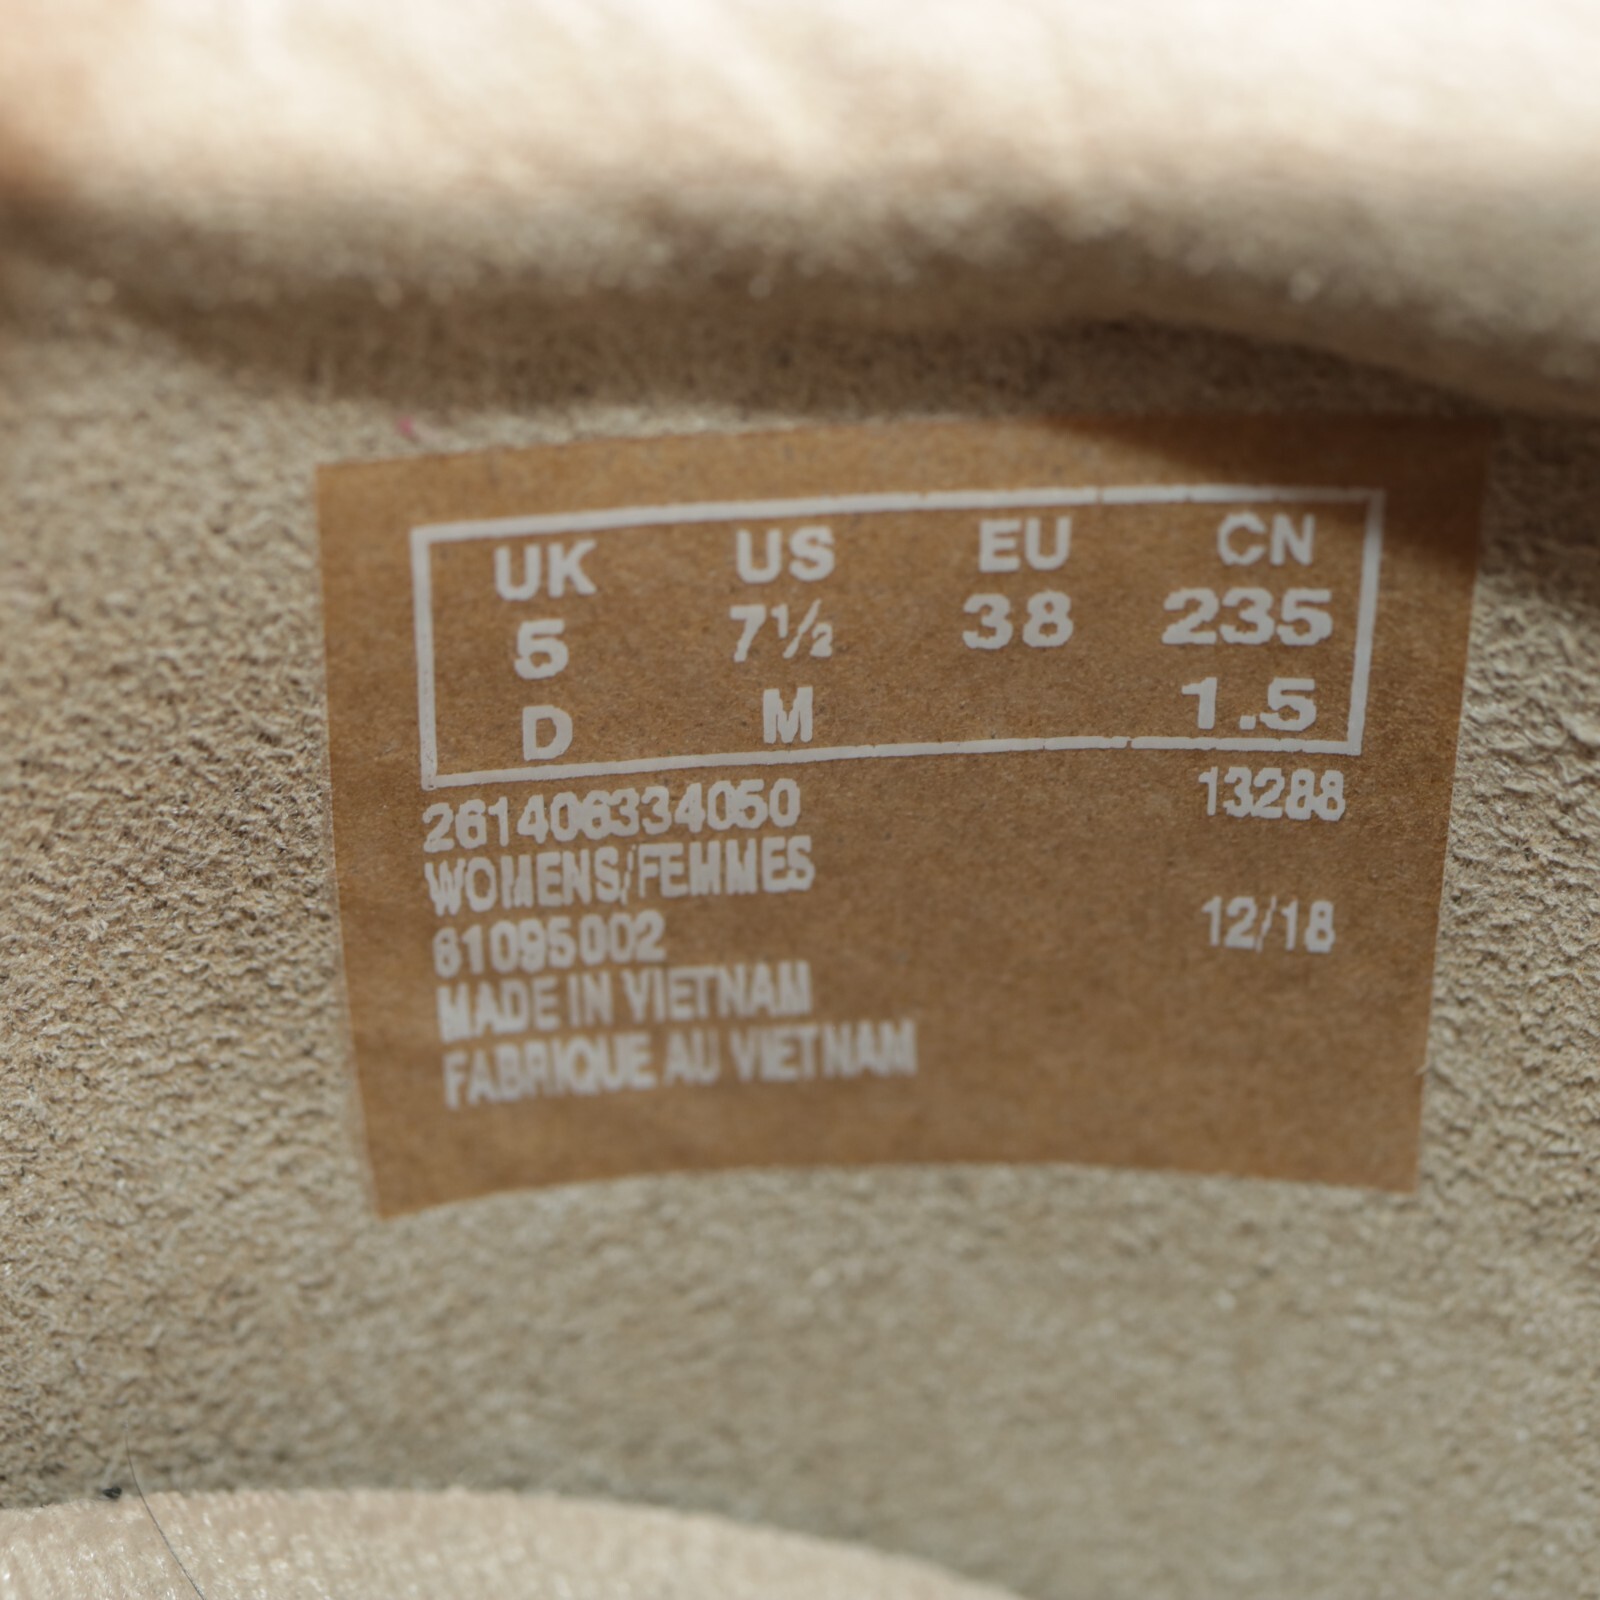 UK US EU CN
5 7½ 38 235
D M 1.5
261406334050 13288
WOMENS/FEMMES
61095002 12/18
MADE IN VIETNAM
FABRIQUE AU VIETNAM